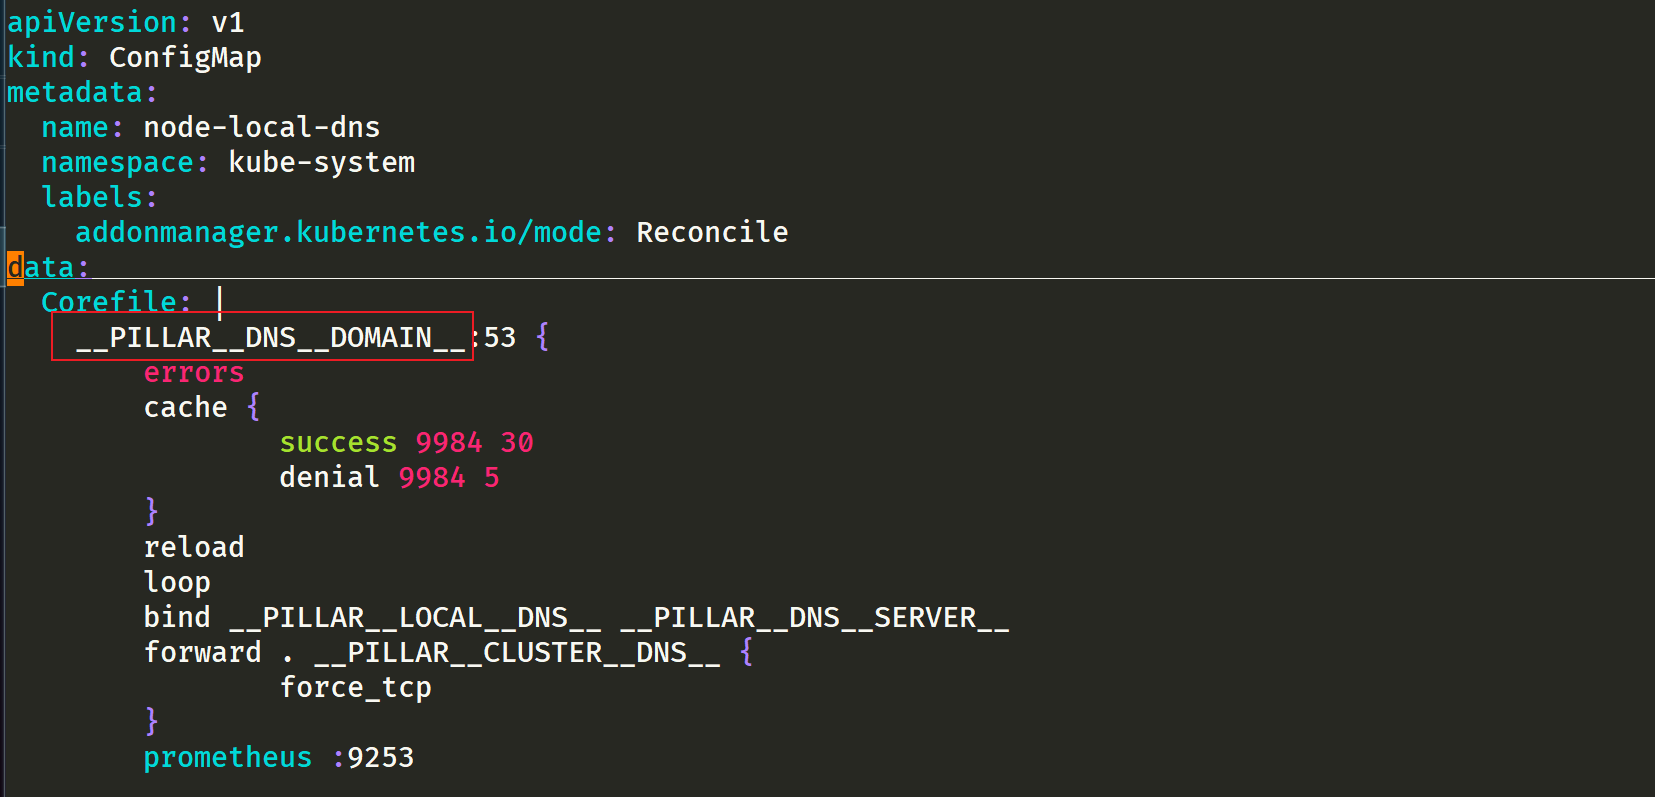 apiVersion: v1
kind: ConfigMap
metadata:
  name: node-local-dns
  namespace: kube-system
  labels:
    addonmanager.kubernetes.io/mode: Reconcile
data:
  Corefile: |
    __PILLAR__DNS__DOMAIN__:53 {
        errors
        cache {
                success 9984 30
                denial 9984 5
        }
        reload
        loop
        bind __PILLAR__LOCAL__DNS__ __PILLAR__DNS__SERVER__
        forward . __PILLAR__CLUSTER__DNS__ {
                force_tcp
        }
        prometheus :9253